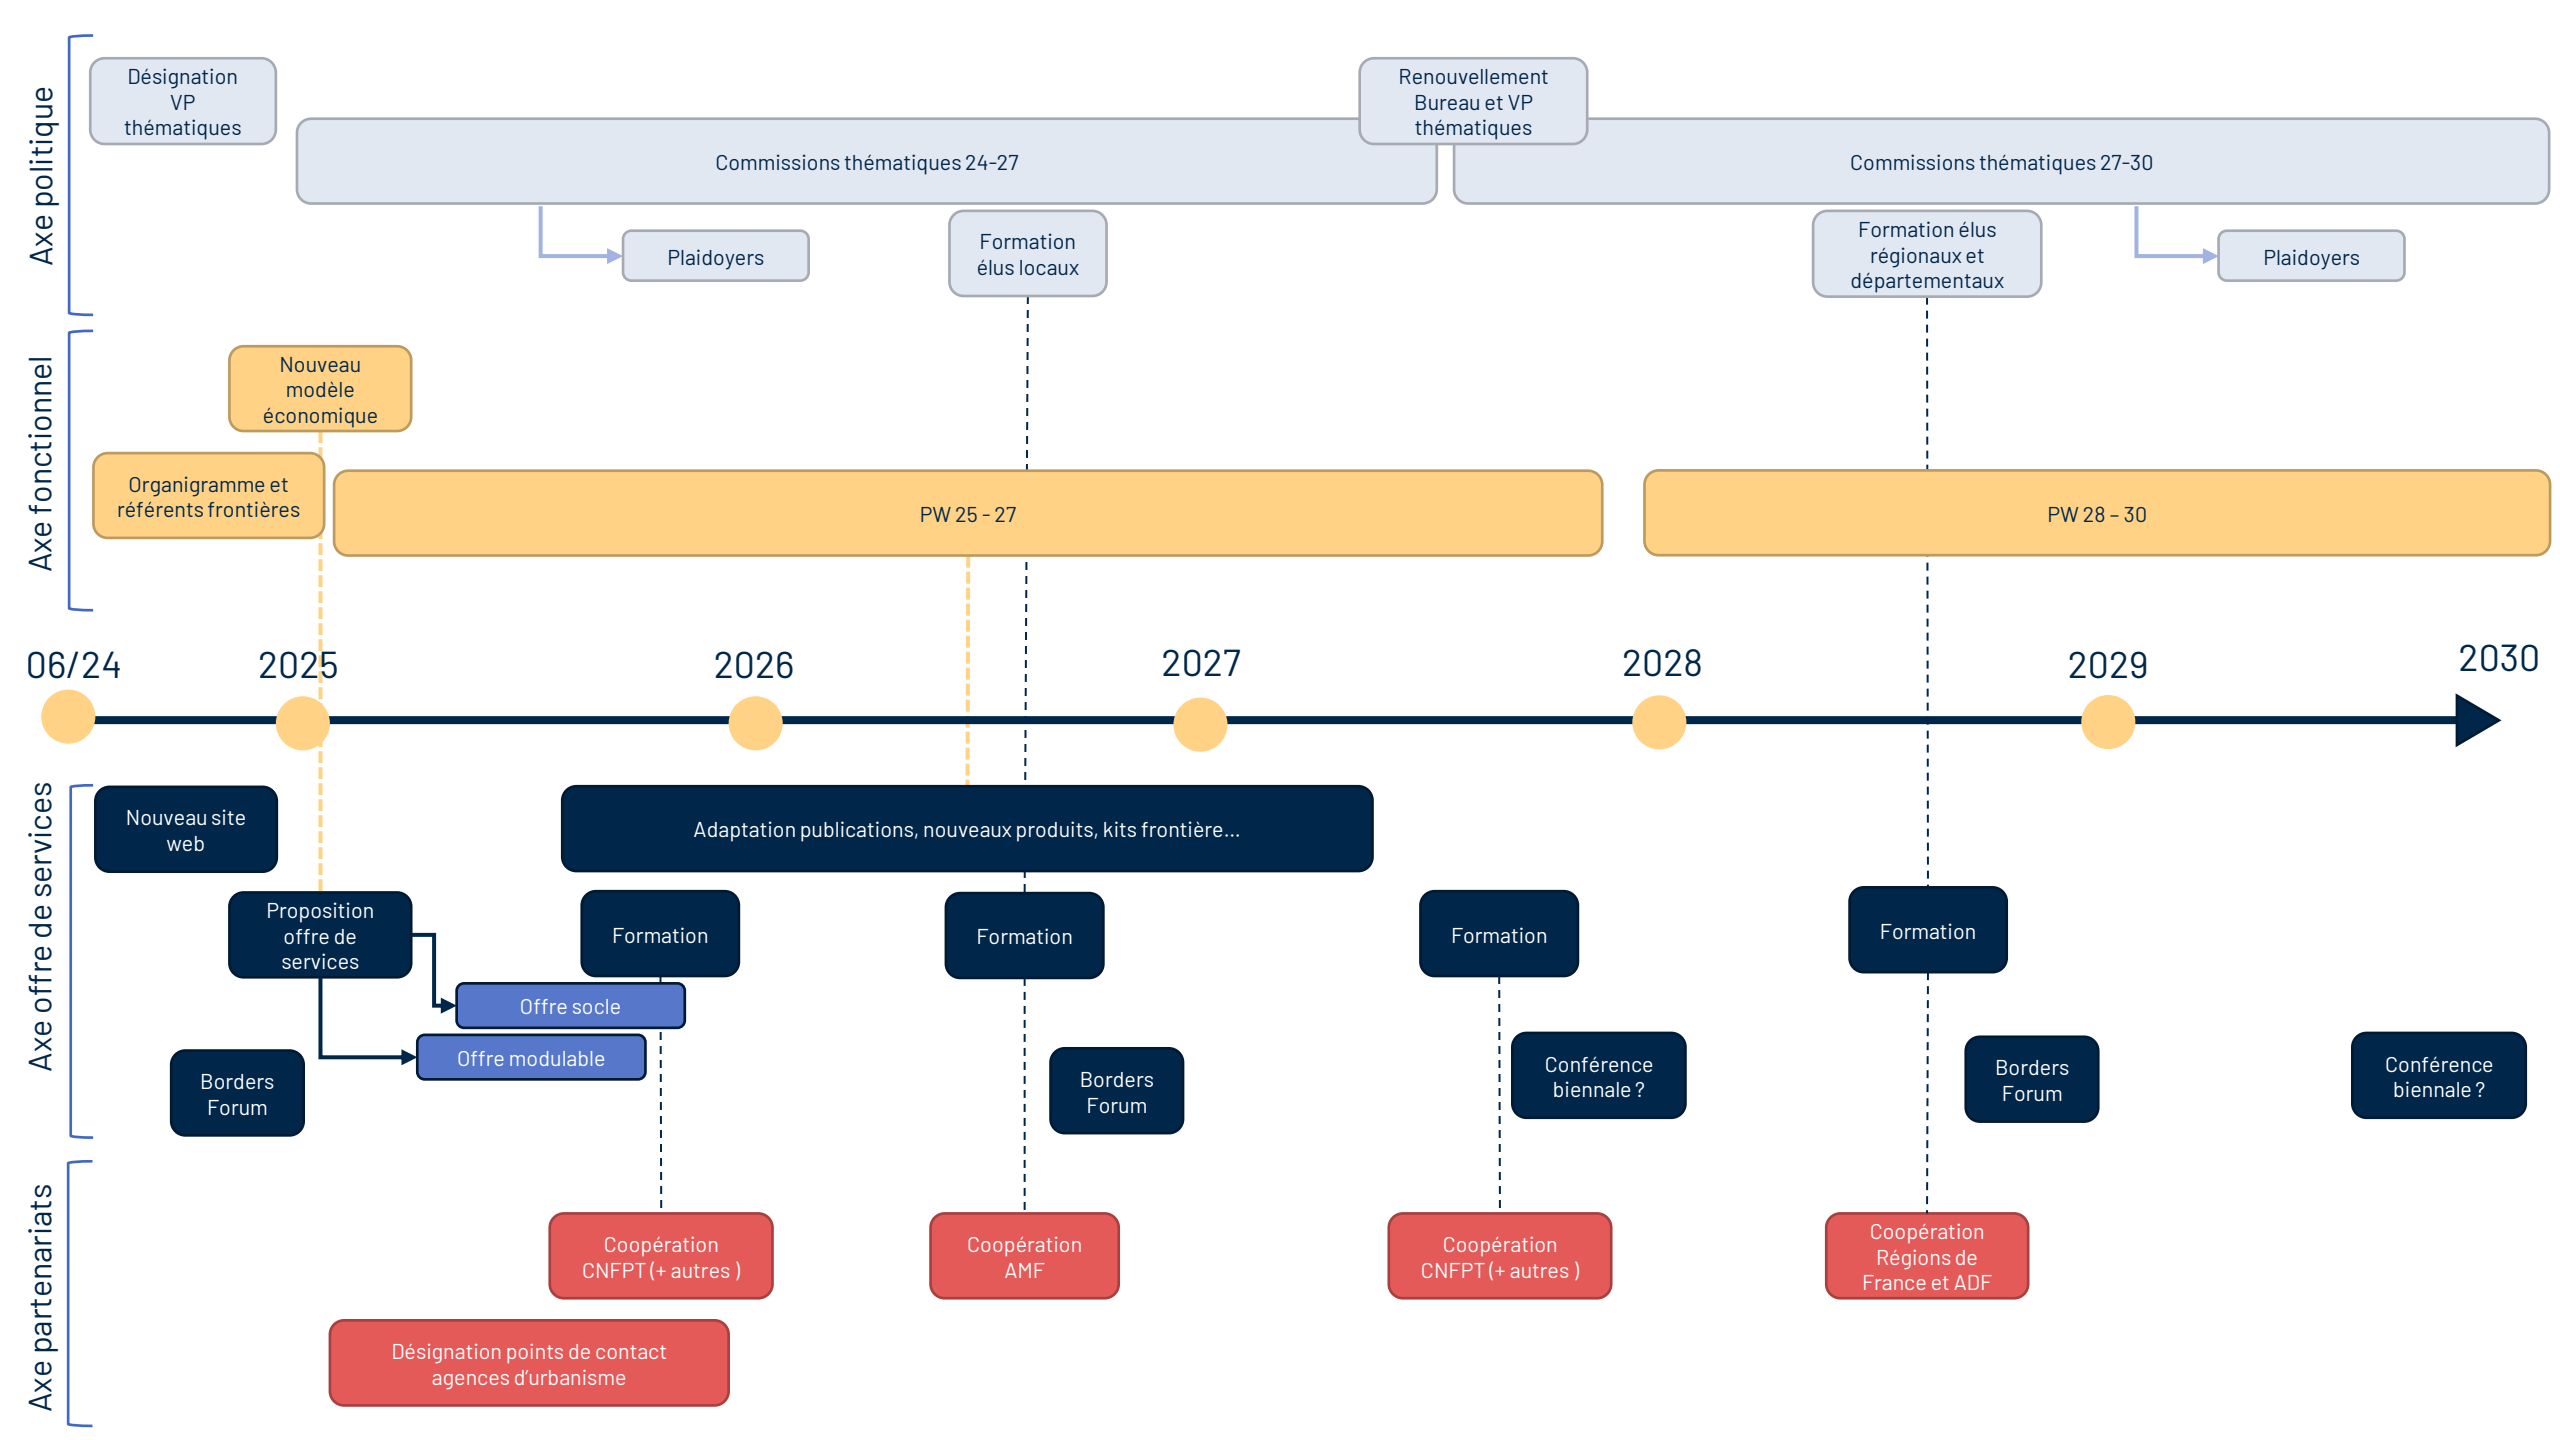 Axe politique
Désignation
VP
thématiques
Renouvellement
Bureau et VP
thématiques
Commissions thématiques 24-27
Commissions thématiques 27-30
Plaidoyers
Formation
élus locaux
Formation élus
régionaux et
départementaux
Plaidoyers
Axe fonctionnel
Nouveau
modèle
économique
Organigramme et
référents frontières
PW 25 - 27
PW 28 – 30
06/24
2025
2026
2027
2028
2029
2030
Axe offre de services
Nouveau site
web
Adaptation publications, nouveaux produits, kits frontière…
Proposition
offre de
services
Formation
Formation
Formation
Formation
Offre socle
Offre modulable
Borders
Forum
Borders
Forum
Conférence
biennale ?
Borders
Forum
Conférence
biennale ?
Axe partenariats
Coopération
CNFPT (+ autres )
Coopération
AMF
Coopération
CNFPT (+ autres )
Coopération
Régions de
France et ADF
Désignation points de contact
agences d’urbanisme